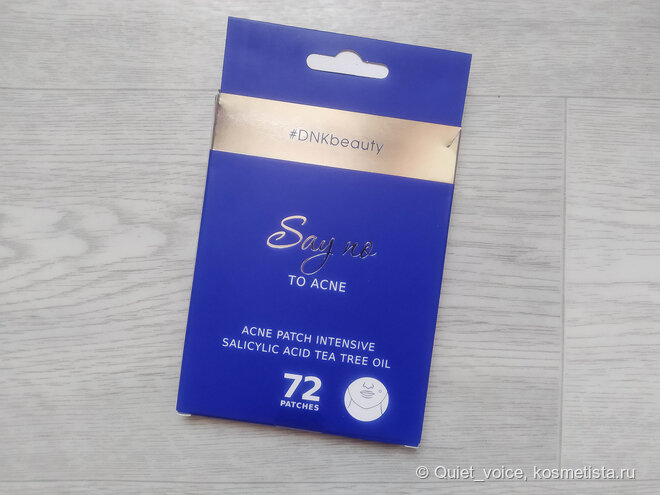 #DNKbeauty
Say no
TO ACNE
ACNE PATCH INTENSIVE
SALICYLIC ACID TEA TREE OIL
72
PATCHES
© Quiet_voice, kosmetista.ru